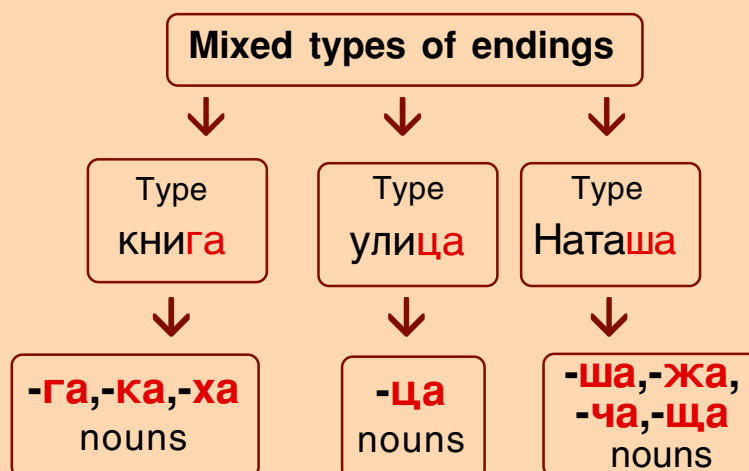 Mixed types of endings
Type
книга
Type
улица
Type
Наташа
-га,-ка,-ха
nouns
-ца
nouns
-ша,-жа,
-ча,-ща
nouns